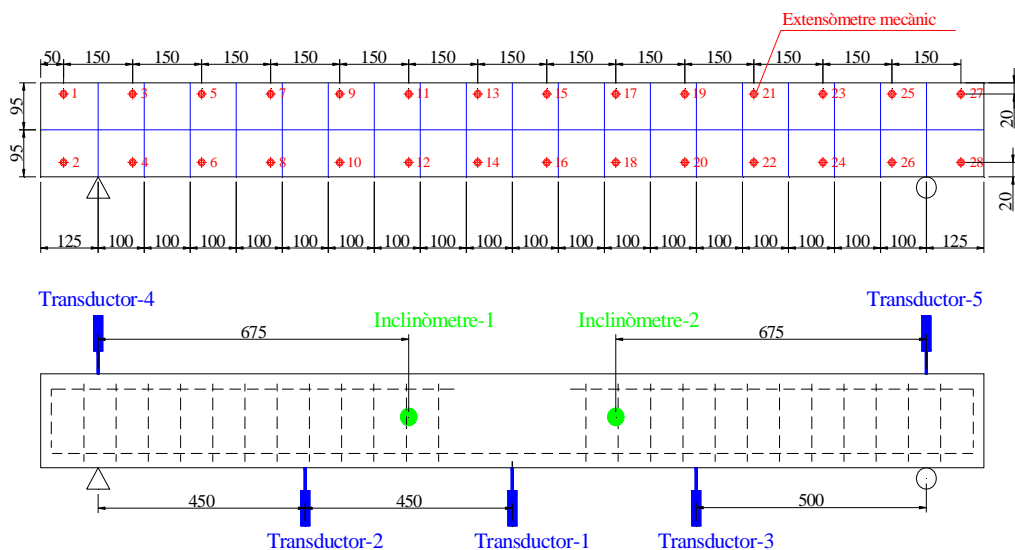 Extensòmetre mecànic
50 150 150 150 150 150 150 150 150 150 150 150 150 150
95
1 3 5 7 9 11 13 15 17 19 21 23 25 27
20
95
2 4 6 8 10 12 14 16 18 20 22 24 26 28
20
125 100 100 100 100 100 100 100 100 100 100 100 100 100 100 100 100 100 100 125
Transductor-4 Transductor-5
Inclinòmetre-1 Inclinòmetre-2
675 675
450 450 500
Transductor-2 Transductor-1 Transductor-3